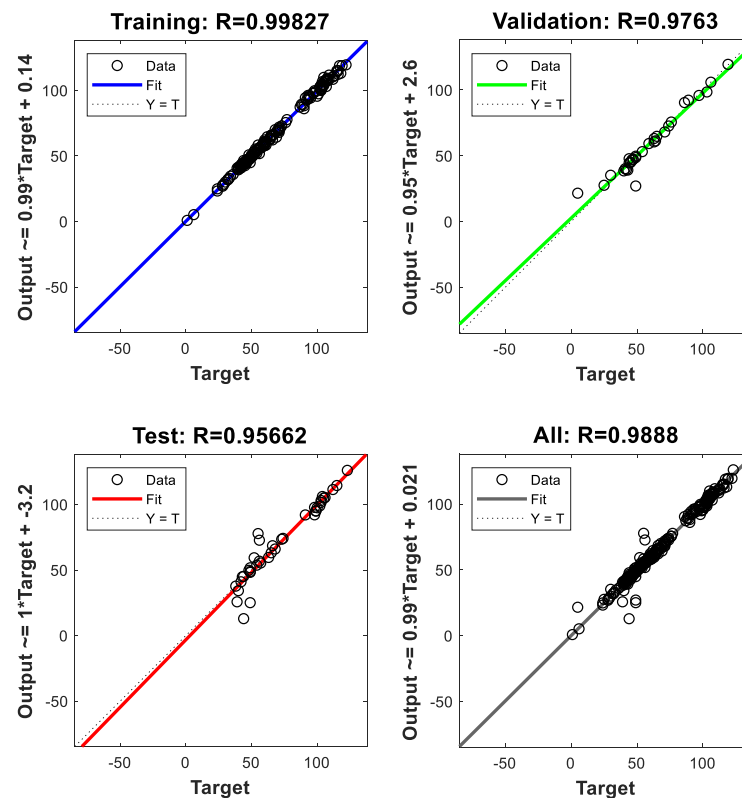 Training: R=0.99827
Output ~= 0.99*Target + 0.14
Data
Fit
Y = T
100
50
0
-50
-50
0
50
100
Target
Validation: R=0.9763
Output ~= 0.95*Target + 2.6
Data
Fit
Y = T
100
50
0
-50
-50
0
50
100
Target
Test: R=0.95662
Output ~= 1*Target + -3.2
Data
Fit
Y = T
100
50
0
-50
-50
0
50
100
Target
All: R=0.9888
Output ~= 0.99*Target + 0.021
Data
Fit
Y = T
100
50
0
-50
-50
0
50
100
Target